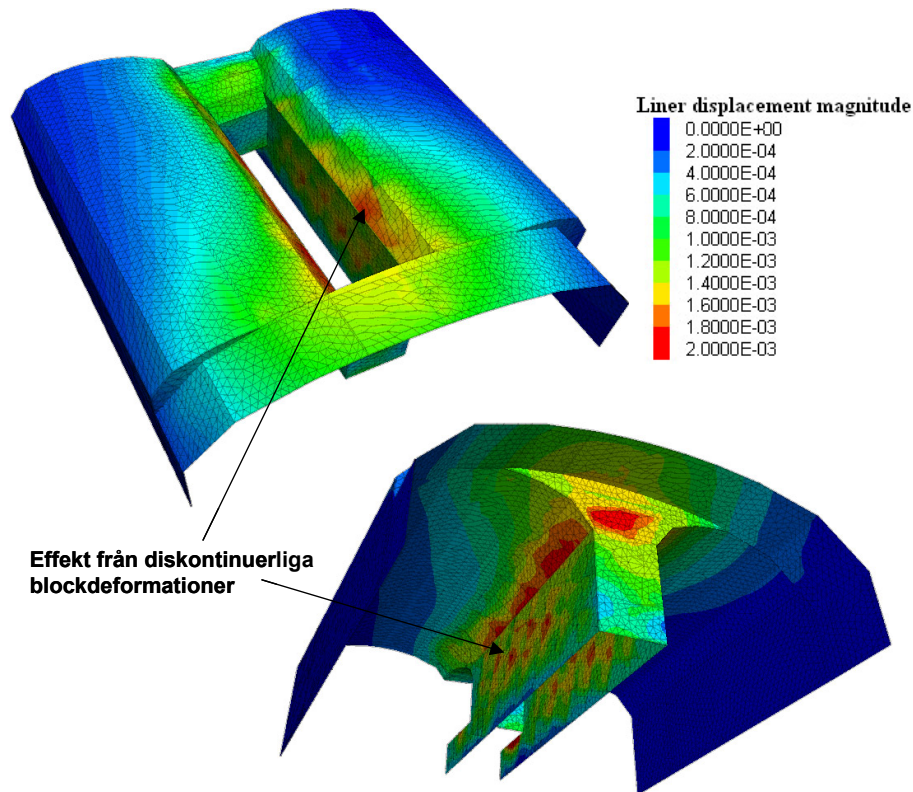 Liner displacement magnitude
0.0000E+00
2.0000E-04
4.0000E-04
6.0000E-04
8.0000E-04
1.0000E-03
1.2000E-03
1.4000E-03
1.6000E-03
1.8000E-03
2.0000E-03
Effekt från diskontinuerliga
blockdeformationer